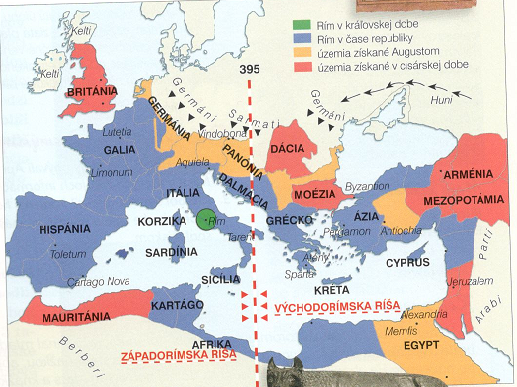 Rím v kráľovskej dobe
Rím v čase republiky
územia získané Augustom
územia získané v cisárskej dobe
395
Kelti
Kelti
BRITÁNIA
Germáni
Sarmati
Germéni
Huni
GERMÁNIA
Lutetia
Vindobona
GALIA
PANÓNIA
DÁCIA
Aquiela
Limonum
DALMÁCIA
MOÉZIA
Byzantion
ARMÉNIA
MEZOPOTÁMIA
ITÁLIA
HISPÁNIA
KORZIKA
Rím
GRÉCKO
ÁZIA
Tarent
Pergamon
Antiochia
Toletum
SARDÍNIA
Atény
CYPRUS
Parti
Sparta
Cartago Nova
SICÍLIA
KRETA
Jeruzalem
Arabi
MAURITÁNIA
KARTÁGO
VÝCHODORÍMSKA RÍŠA
Alexandria
Memfis
Berberi
AFRIKA
EGYPT
ZÁPADORÍMSKA RÍŠA